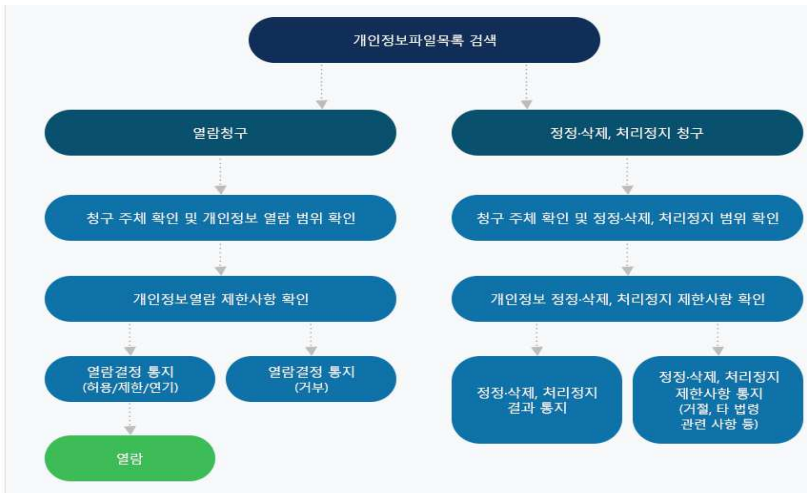 개인정보파일목록 검색
열람청구
정정·삭제, 처리정지 청구
청구 주체 확인 및 개인정보 열람 범위 확인
청구 주체 확인 및 정정·삭제, 처리정지 범위 확인
개인정보열람 제한사항 확인
개인정보 정정·삭제, 처리정지 제한사항 확인
열람결정 통지
(허용/제한/연기)
열람결정 통지
(거부)
정정·삭제, 처리정지
결과 통지
정정·삭제, 처리정지
제한사항 통지
(거절, 타 법령
관련 사항 등)
열람